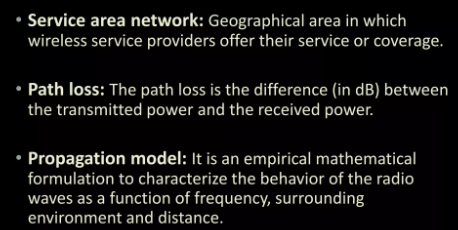 • Service area network: Geographical area in which
wireless service providers offer their service or coverage.
• Path loss: The path loss is the difference (in dB) between
the transmitted power and the received power.
• Propagation model: It is an empirical mathematical
formulation to characterize the behavior of the radio
waves as a function of frequency, surrounding
environment and distance.